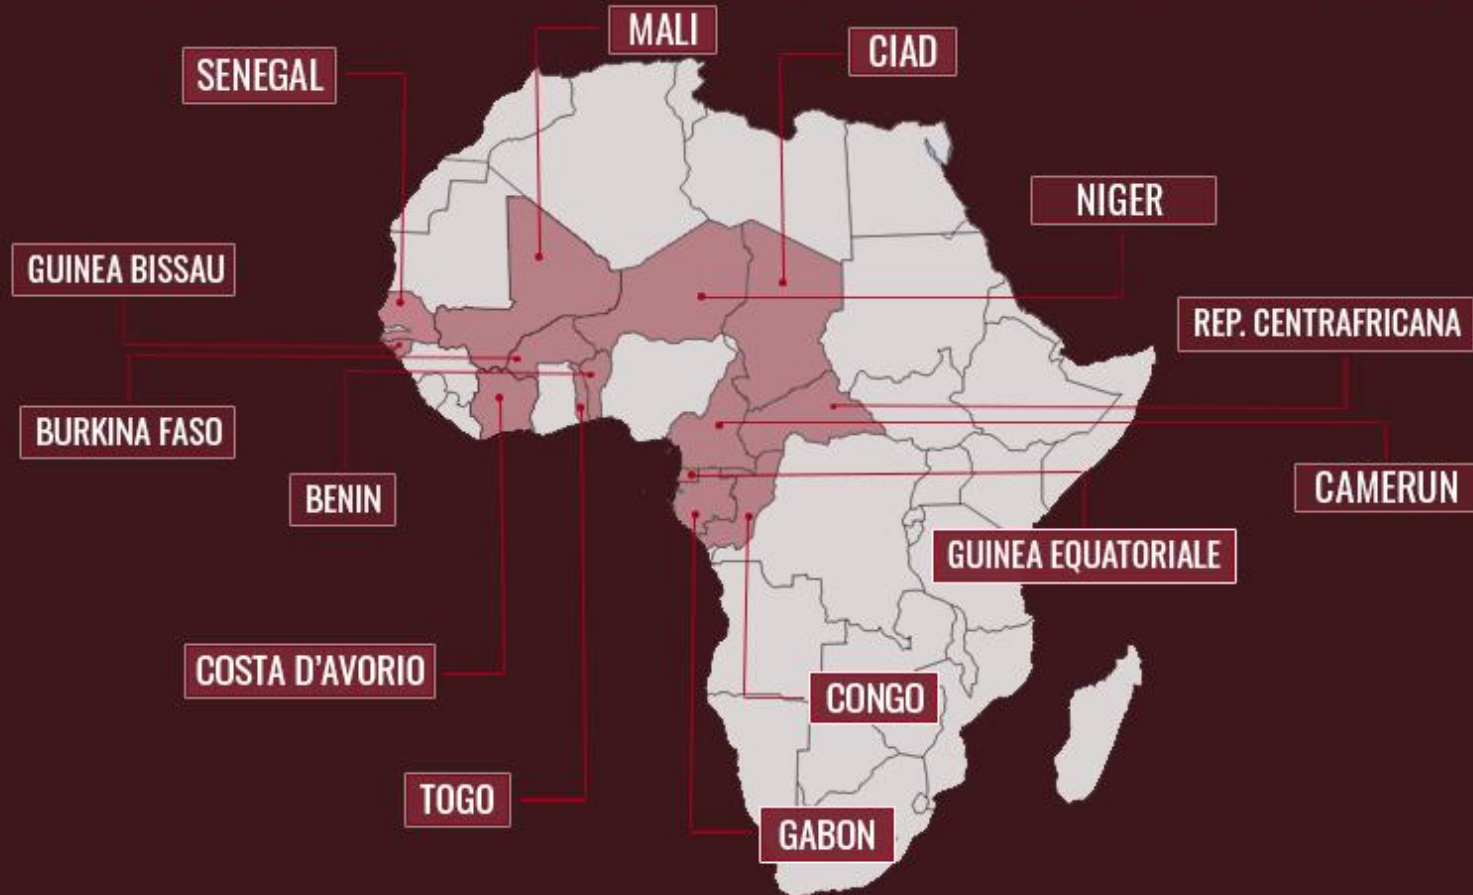 MALI
CIAD
SENEGAL
NIGER
GUINEA BISSAU
REP. CENTRAFRICANA
BURKINA FASO
BENIN
CAMERUN
GUINEA EQUATORIALE
COSTA D'AVORIO
CONGO
TOGO
GABON